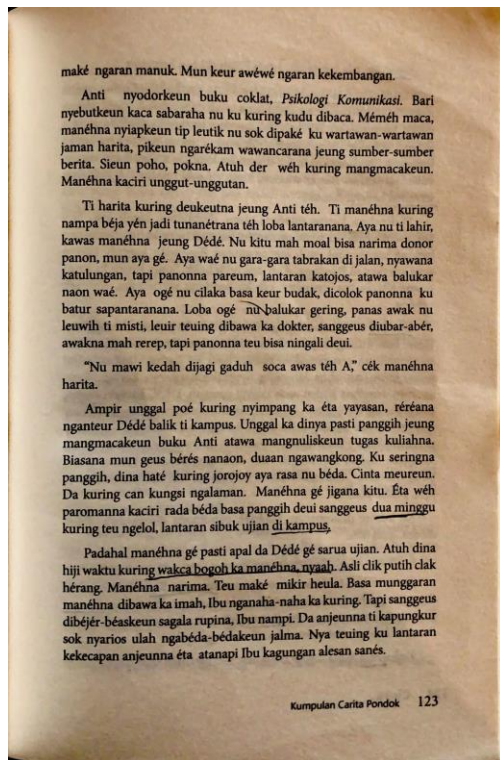 maké ngaran manuk. Mun keur awéwé ngaran kekembangan.
Anti nyodorkeun buku coklat, Psikologi Komunikasi. Bari
nyebutkeun kaca sabaraha nu ku kuring kudu dibaca. Méméh maca,
manéhna nyiapkeun tip leutik nu sok dipaké ku wartawan-wartawan
jaman harita, pikeun ngarékam wawancarana jeung sumber-sumber
berita. Sieun poho, pokna. Atuh der wéh kuring mangmacakeun.
Manéhna kaciri unggut-unggutan.
Ti harita kuring deukeutna jeung Anti téh. Ti manéhna kuring
nampa béja yén jadi tunanétrana téh loba lantaranana. Aya nu ti lahir,
kawas manéhna jeung Dédé. Nu kitu mah moal bisa narima donor
panon, mun aya gé. Aya waé nu gara-gara tabrakan di jalan, nyawana
katulungan, tapi panonna pareum, lantaran katojos, atawa balukar
naon waé. Aya ogé nu cilaka basa keur budak, dicolok panonna ku
batur sapantaranana. Loba ogé nu balukar gering, panas awak nu
leuwih ti misti, leuir teuing dibawa ka dokter, sanggeus diubar-abér,
awakna mah rerep, tapi panonna teu bisa ningali deui.
“Nu mawi kedah dijagi gaduh soca awas téh A,” cék manéhna
harita.
Ampir unggal poé kuring nyimpang ka éta yayasan, réréana
nganteur Dédé balik ti kampus. Unggal ka dinya pasti panggih jeung
mangmacakeun buku Anti atawa mangnuliskeun tugas kuliahna.
Biasana mun geus bérés nanaon, duaan ngawangkong. Ku seringna
panggih, dina haté kuring jorojoy aya rasa nu béda. Cinta meureun.
Da kuring can kungsi ngalaman. Manéhna gé jigana kitu. Éta wéh
paromanna kaciri rada béda basa panggih deui sanggeus dua minggu
kuring teu ngelol, lantaran sibuk ujian di kampus.
Padahal manéhna gé pasti apal da Dédé gé sarua ujian. Atuh dina
hiji waktu kuring wakca bogoh ka manéhna, nyaah. Asli clik putih clak
hérang. Manéhna narima. Teu maké mikir heula. Basa munggaran
manéhna dibawa ka imah, Ibu nganaha-naha ka kuring. Tapi sanggeus
dibéjér-béaskeun sagala rupina, Ibu nampi. Da anjeunna ti kapungkur
sok nyarios ulah ngabéda-bédakeun jalma. Nya teuing ku lantaran
kekecapan anjeunna éta atanapi Ibu kagungan alesan sanés.
Kumpulan Carita Pondok 123